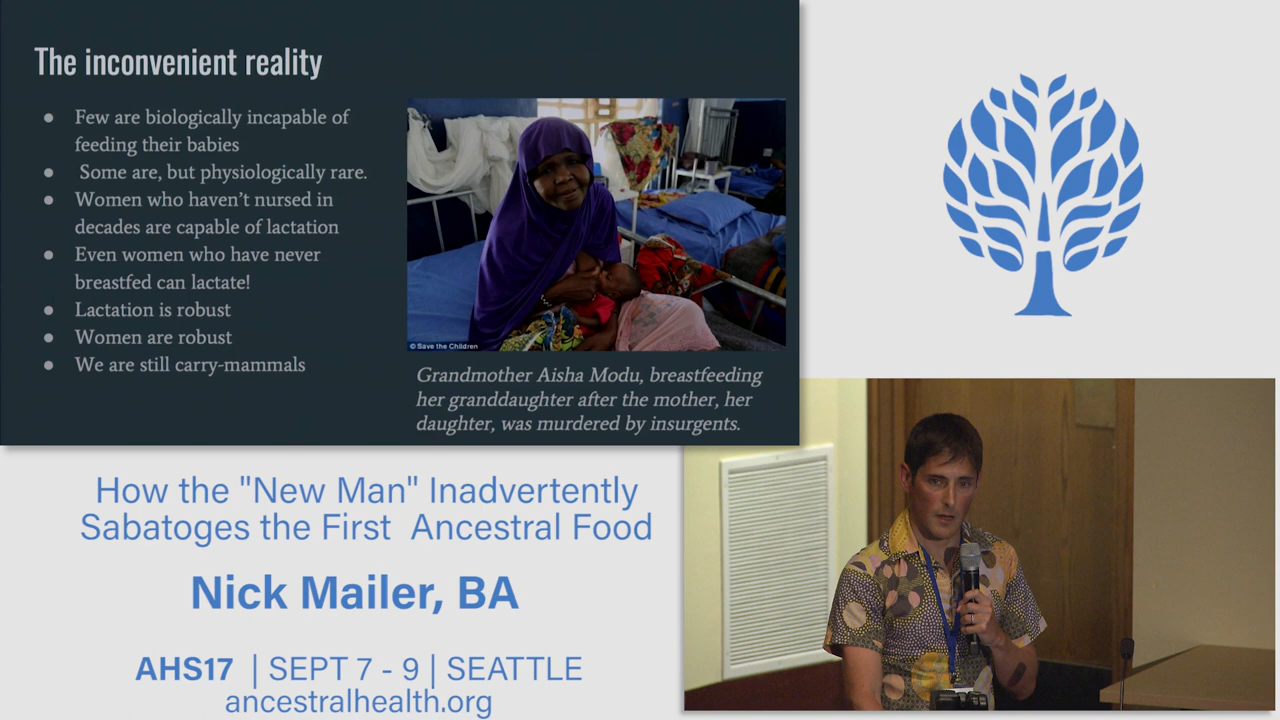 The inconvenient reality
● Few are biologically incapable of
feeding their babies
● Some are, but physiologically rare.
● Women who haven't nursed in
decades are capable of lactation
● Even women who have never
breastfed can lactate!
● Lactation is robust
● Women are robust
● We are still carry-mammals
© Save the Children
Grandmother Aisha Modu, breastfeeding
her granddaughter after the mother, her
daughter, was murdered by insurgents.
How the "New Man" Inadvertently
Sabatoges the First Ancestral Food
Nick Mailer, BA
AHS17 | SEPT 7 - 9 | SEATTLE
ancestralhealth.org